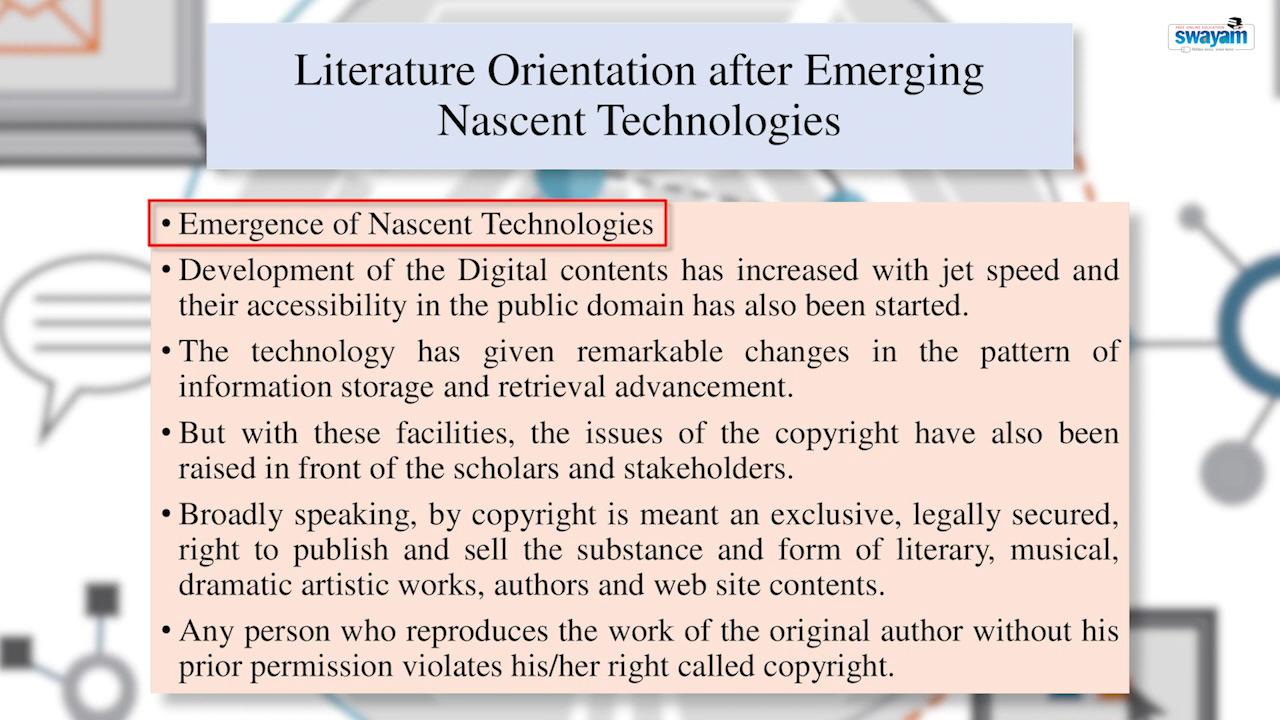 swayam
Literature Orientation after Emerging
Nascent Technologies
• Emergence of Nascent Technologies
• Development of the Digital contents has increased with jet speed and
their accessibility in the public domain has also been started.
• The technology has given remarkable changes in the pattern of
information storage and retrieval advancement.
• But with these facilities, the issues of the copyright have also been
raised in front of the scholars and stakeholders.
• Broadly speaking, by copyright is meant an exclusive, legally secured,
right to publish and sell the substance and form of literary, musical,
dramatic artistic works, authors and web site contents.
• Any person who reproduces the work of the original author without his
prior permission violates his/her right called copyright.